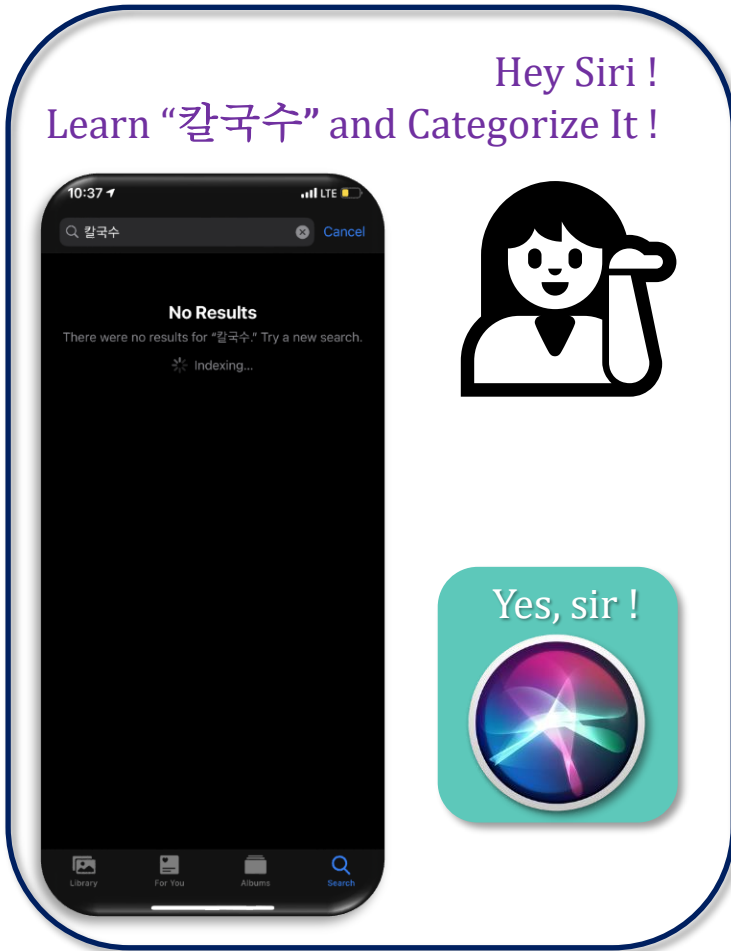 Hey Siri !
Learn “칼국수” and Categorize It !
10:37
LTE
칼국수
Cancel
No Results
There were no results for “칼국수.” Try a new search.
Indexing...
Yes, sir !
Library
For You
Albums
Search